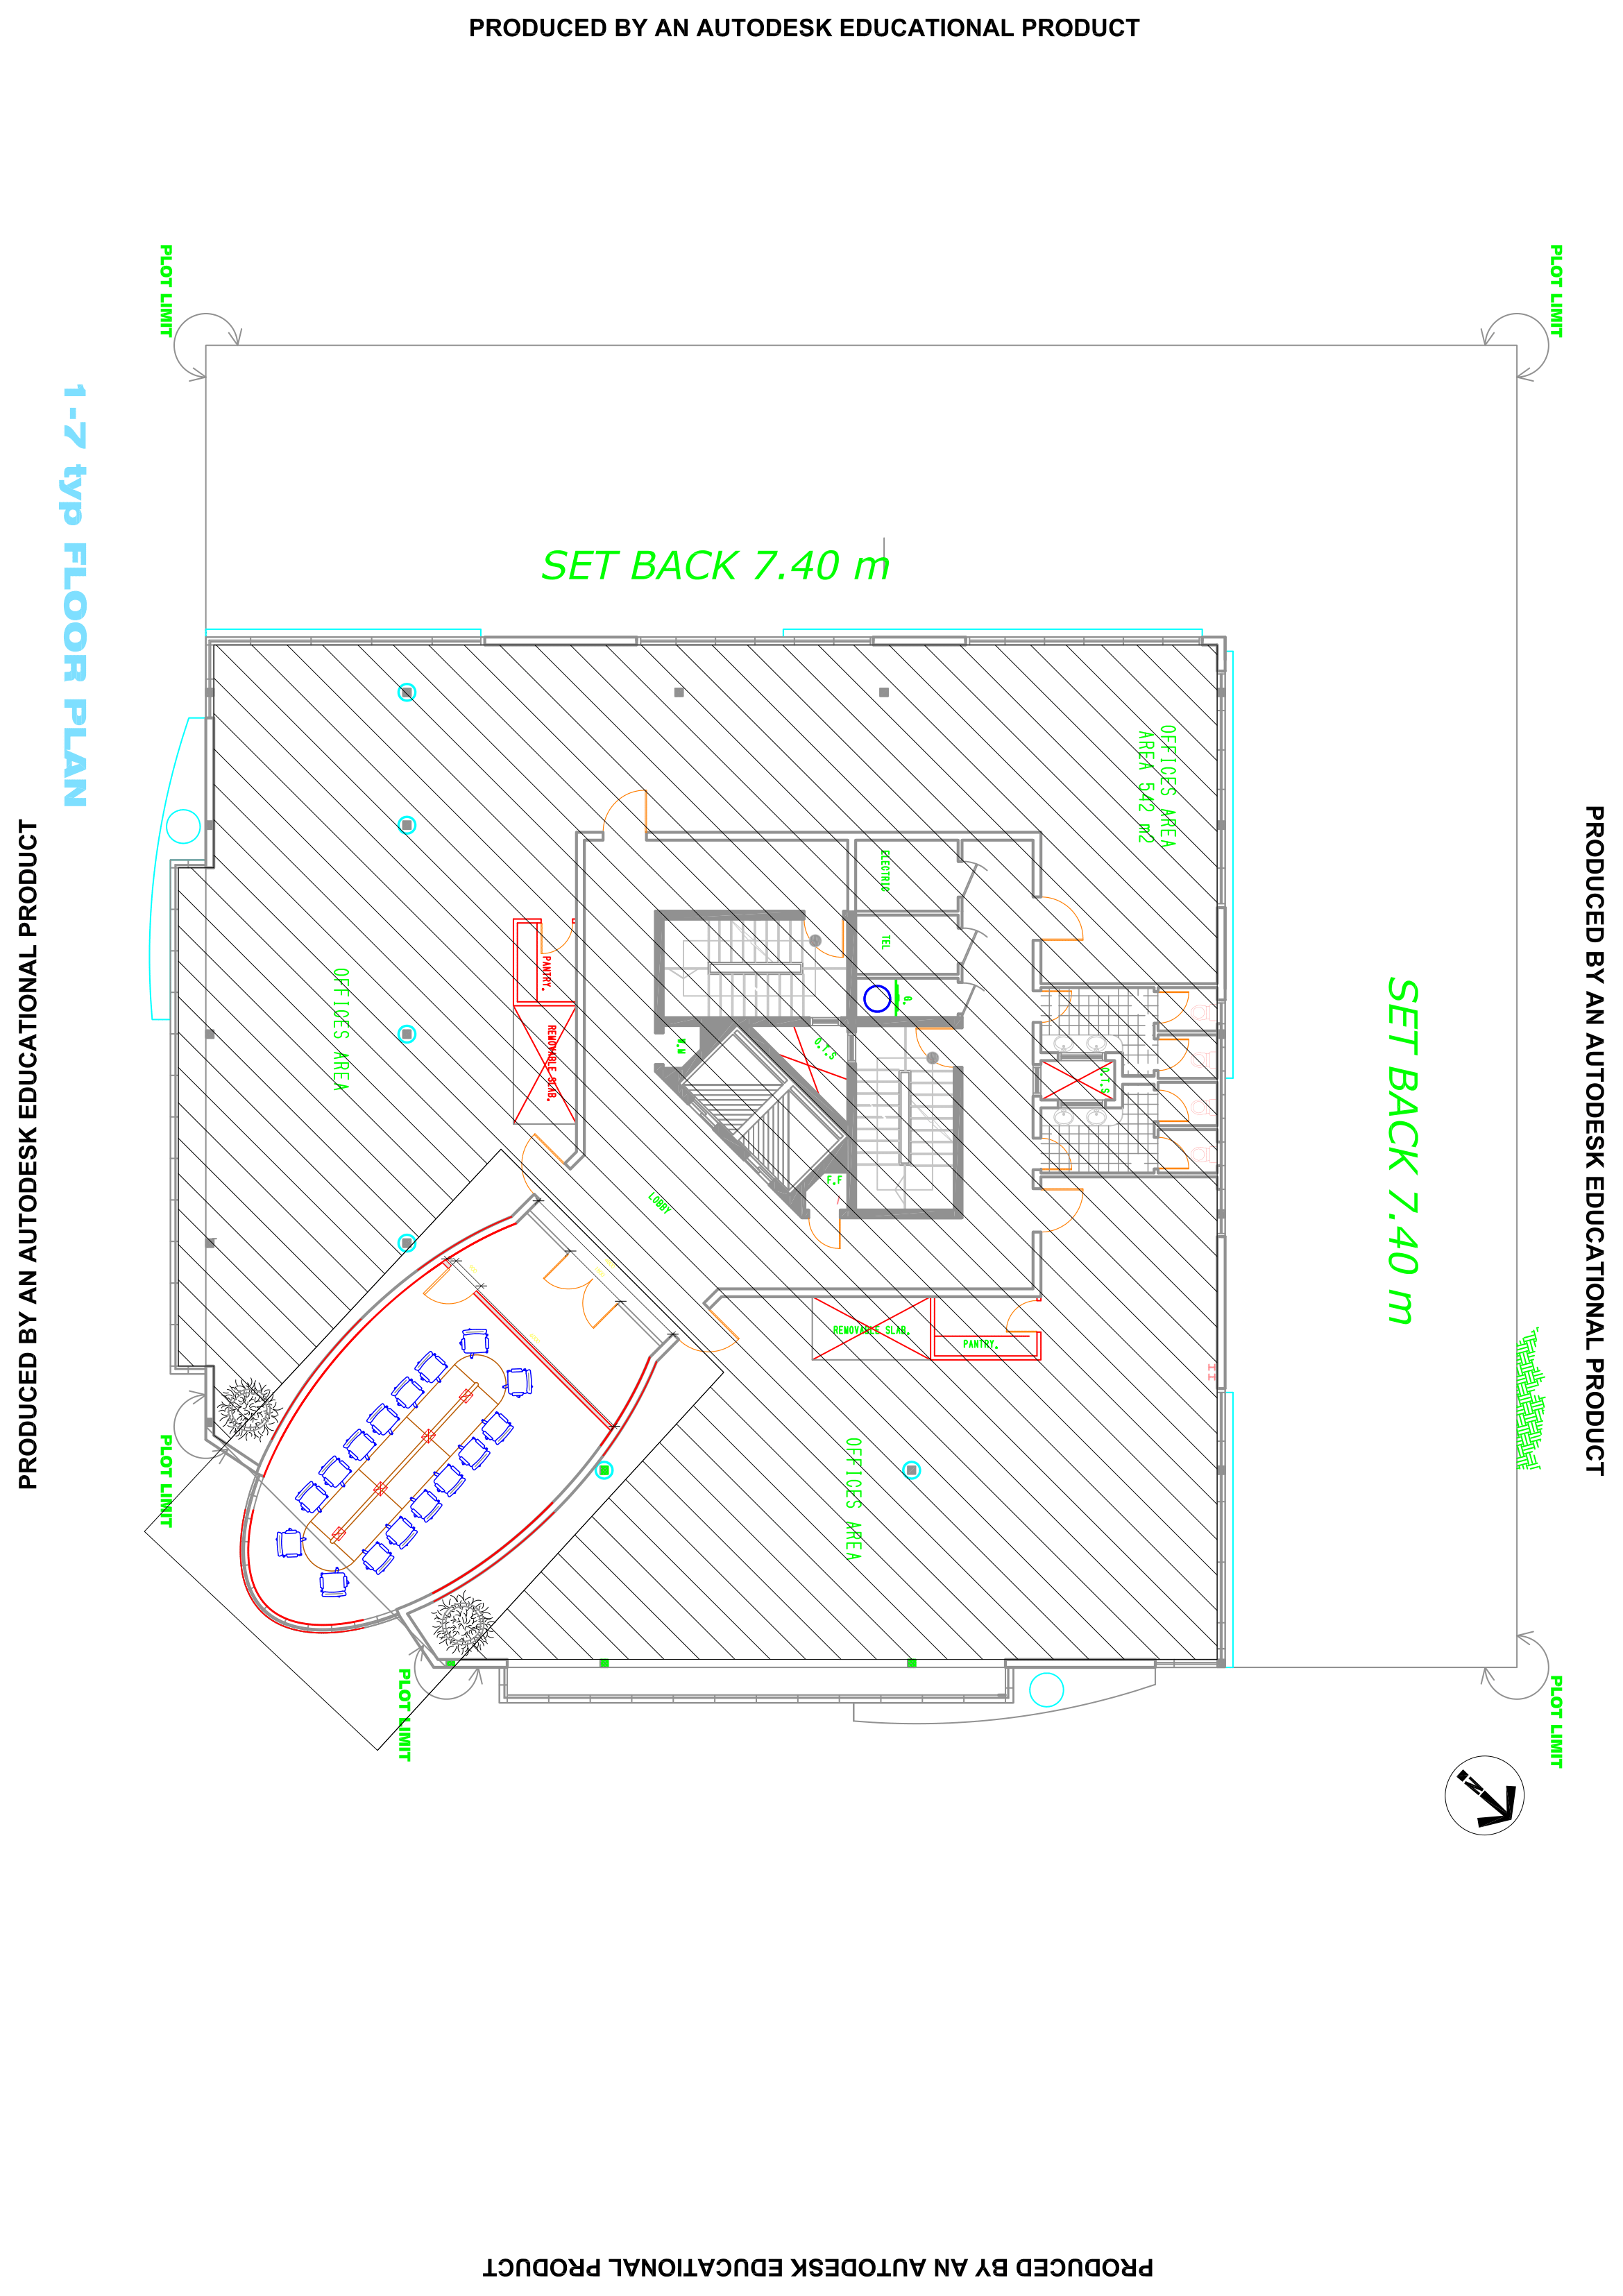 PRODUCED BY AN AUTODESK EDUCATIONAL PRODUCT
PLOT LIMIT
PLOT LIMIT
1-7 typ FLOOR PLAN
SET BACK 7.40 m
OFFICES AREA
AREA 542 m2
ELECTRIC
TEL
G.
PANTRY.
REMOVABLE SLAB.
OFFICES AREA
O.T.S
O.T.S
F.F
LOBBY
SET BACK 7.40 m
REMOVABLE SLAB.
PANTRY.
OFFICES AREA
PLOT LIMIT
PLOT LIMIT
PLOT LIMIT
N
PRODUCED BY AN AUTODESK EDUCATIONAL PRODUCT
PRODUCED BY AN AUTODESK EDUCATIONAL PRODUCT
PRODUCED BY AN AUTODESK EDUCATIONAL PRODUCT